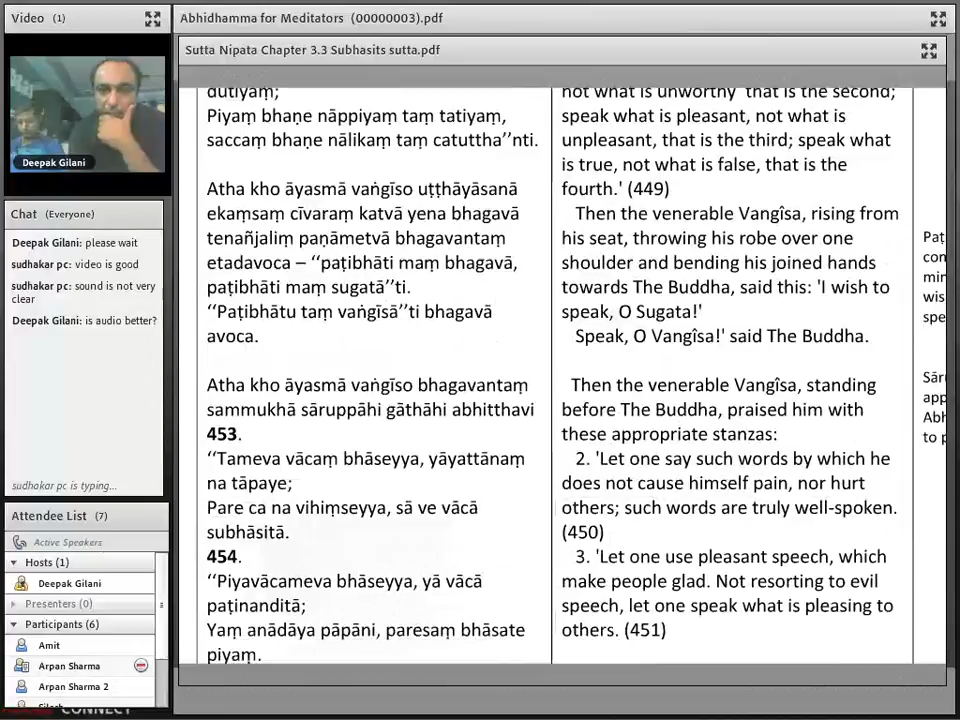 Video (1)
Abhidhamma for Meditators (00000003).pdf
Sutta Nipata Chapter 3.3 Subhasits sutta.pdf
Deepak Gilani
Chat (Everyone)
Deepak Gilani: please wait
sudhakar pc: video is good
sudhakar pc: sound is not very
clear
Deepak Gilani: is audio better?
sudhakar pc is typing...
Attendee List (7)
Active Speakers
Hosts (1)
Deepak Gilani
Presenters (0)
Participants (6)
Amit
Arpan Sharma
Arpan Sharma 2
CONNECT
dutiyaṃ;
Piyaṃ bhaṇe nāppiyaṃ taṃ tatiyaṃ,
saccaṃ bhaṇe nālikaṃ taṃ catuttha’’nti.
Atha kho āyasmā vaṅgīso uṭṭhāyāsanā
ekaṃsaṃ cīvaraṃ katvā yena bhagavā
tenañjaliṃ paṇāmetvā bhagavantaṃ
etadavoca – ‘‘paṭibhāti maṃ bhagavā,
paṭibhāti maṃ sugatā’’ti.
‘‘Paṭibhātu taṃ vaṅgīsā’’ti bhagavā
avoca.
Atha kho āyasmā vaṅgīso bhagavantaṃ
sammukhā sāruppāhi gāthāhi abhitthavi
453.
‘‘Tameva vācaṃ bhāseyya, yāyattānaṃ
na tāpaye;
Pare ca na vihiṃseyya, sā ve vācā
subhāsitā.
454.
‘‘Piyavācameva bhāseyya, yā vācā
paṭinanditā;
Yaṃ anādāya pāpāni, paresaṃ bhāsate
piyaṃ.
not what is unworthy that is the second;
speak what is pleasant, not what is
unpleasant, that is the third; speak what
is true, not what is false, that is the
fourth.' (449)
Then the venerable Vangîsa, rising from
his seat, throwing his robe over one
shoulder and bending his joined hands
towards The Buddha, said this: 'I wish to
speak, O Sugata!'
Speak, O Vangîsa!' said The Buddha.
Then the venerable Vangîsa, standing
before The Buddha, praised him with
these appropriate stanzas:
2. 'Let one say such words by which he
does not cause himself pain, nor hurt
others; such words are truly well-spoken.
(450)
3. 'Let one use pleasant speech, which
make people glad. Not resorting to evil
speech, let one speak what is pleasing to
others. (451)
Paṭ
con
min
wis
spe
Sāru
app
Abh
to p